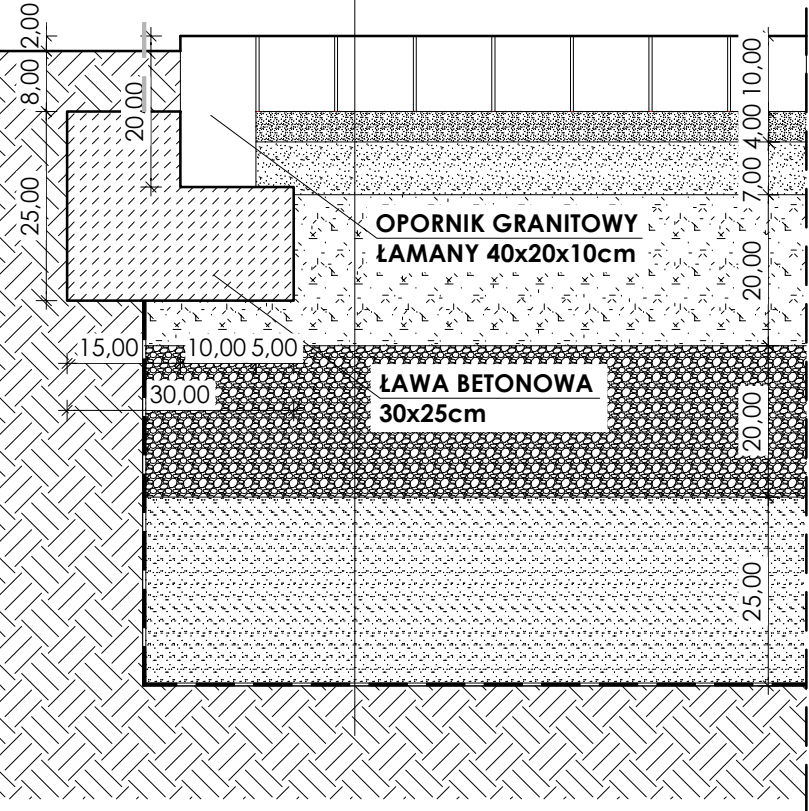 2,00
8,00
25,00
20,00
10,00
4,00
7,00
20,00
20,00
25,00
OPORNIK GRANITOWY
ŁAMANY 40x20x10cm
15,00 10,00 5,00
30,00
ŁAWA BETONOWA
30x25cm